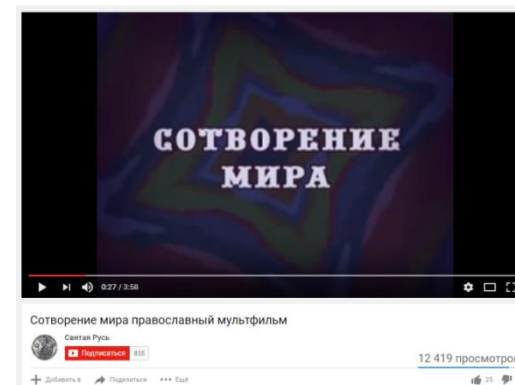 СОТВОРЕНИЕ
МИРА
0:27 / 3:58
Сотворение мира православный мультфильм
Святая Русь
Подписаться 855
12 419 просмотров
Добавить в Поделиться Ещё
25